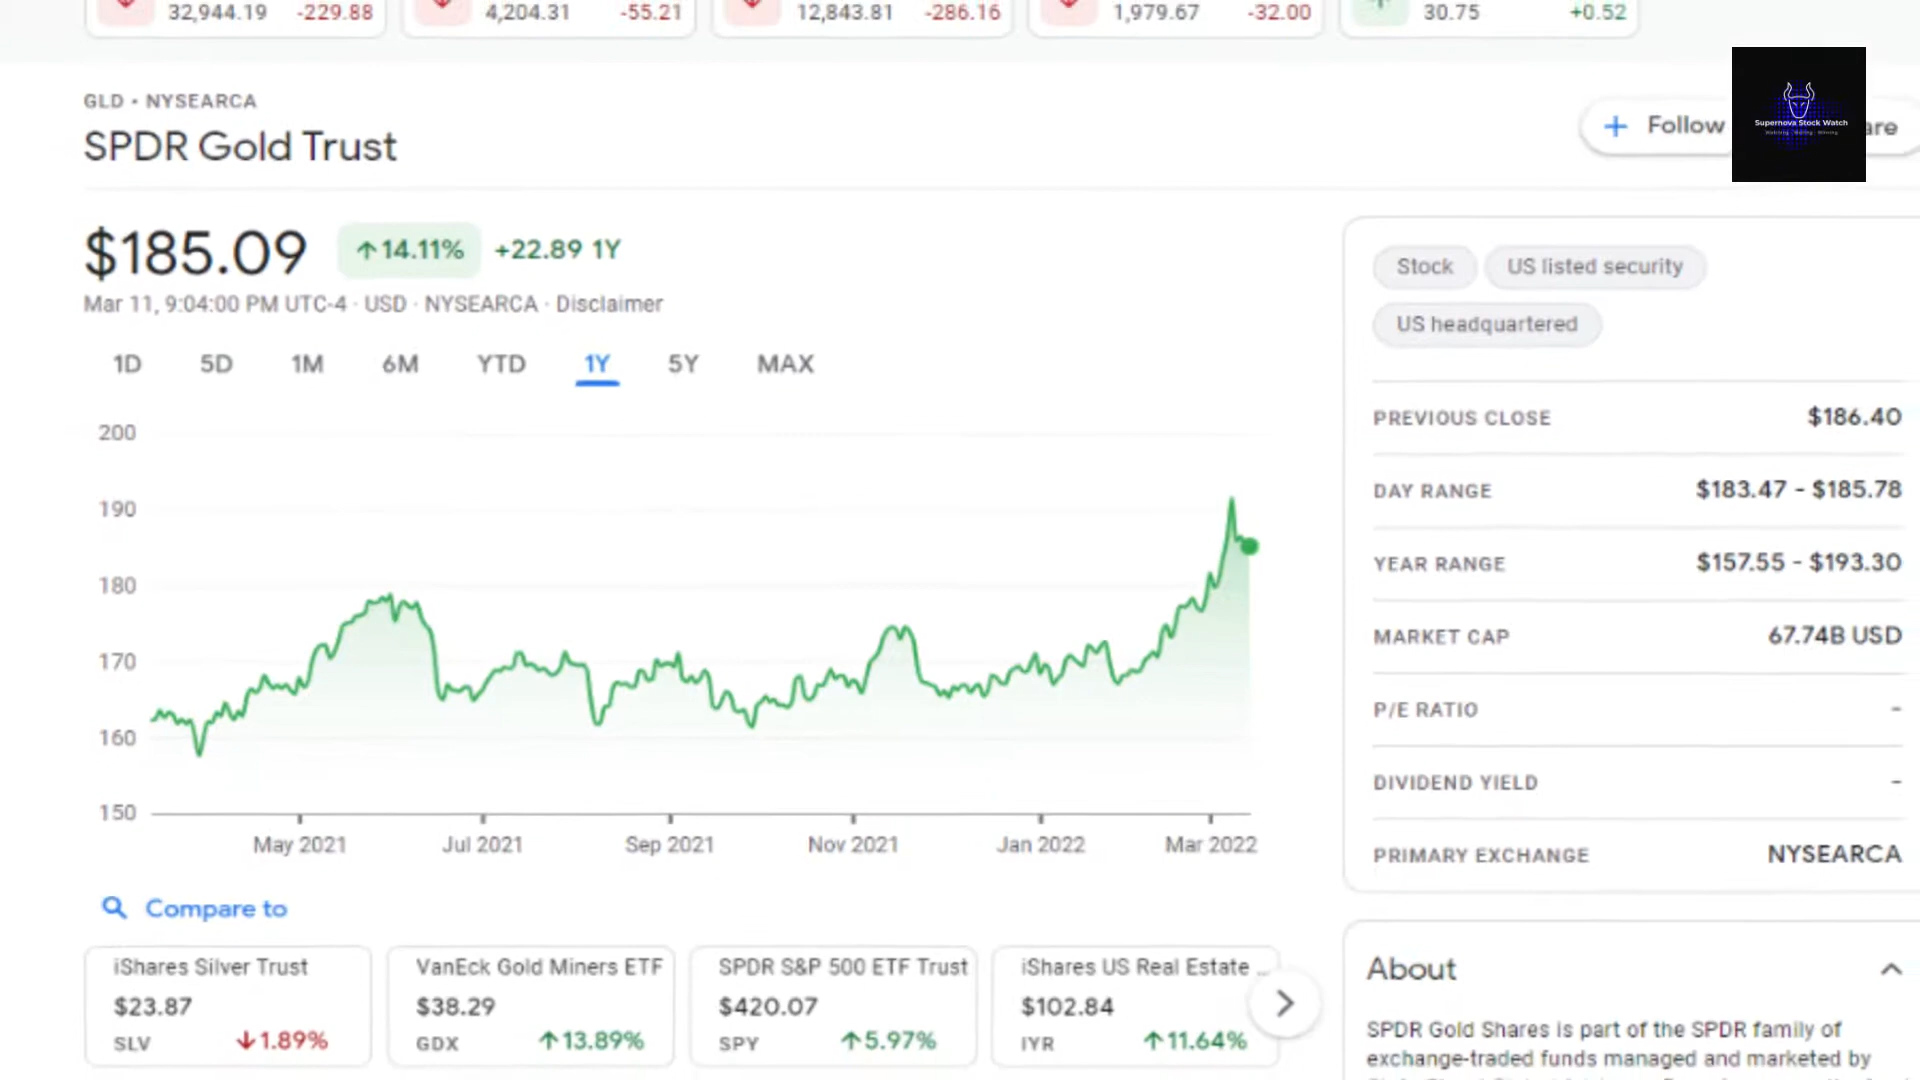 32,944.19 -229.88 4,204.31 -55.21 12,843.81 -286.16 1,979.67 -32.00 30.75 +0.52
GLD • NYSEARCA
SPDR Gold Trust
+ Follow are
Supernova Stock Watch
$185.09 ↑14.11% +22.89 1Y
Mar 11, 9:04:00 PM UTC-4 · USD · NYSEARCA · Disclaimer
1D 5D 1M 6M YTD 1Y 5Y MAX
200
190
180
170
160
150
May 2021 Jul 2021 Sep 2021 Nov 2021 Jan 2022 Mar 2022
Compare to
iShares Silver Trust
$23.87
SLV ↓1.89%
VanEck Gold Miners ETF
$38.29
GDX ↑13.89%
SPDR S&P 500 ETF Trust
$420.07
SPY ↑5.97%
iShares US Real Estate ...
$102.84
IYR ↑11.64%
Stock US listed security
US headquartered
PREVIOUS CLOSE $186.40
DAY RANGE $183.47 - $185.78
YEAR RANGE $157.55 - $193.30
MARKET CAP 67.74B USD
P/E RATIO -
DIVIDEND YIELD -
PRIMARY EXCHANGE NYSEARCA
About
SPDR Gold Shares is part of the SPDR family of
exchange-traded funds managed and marketed by